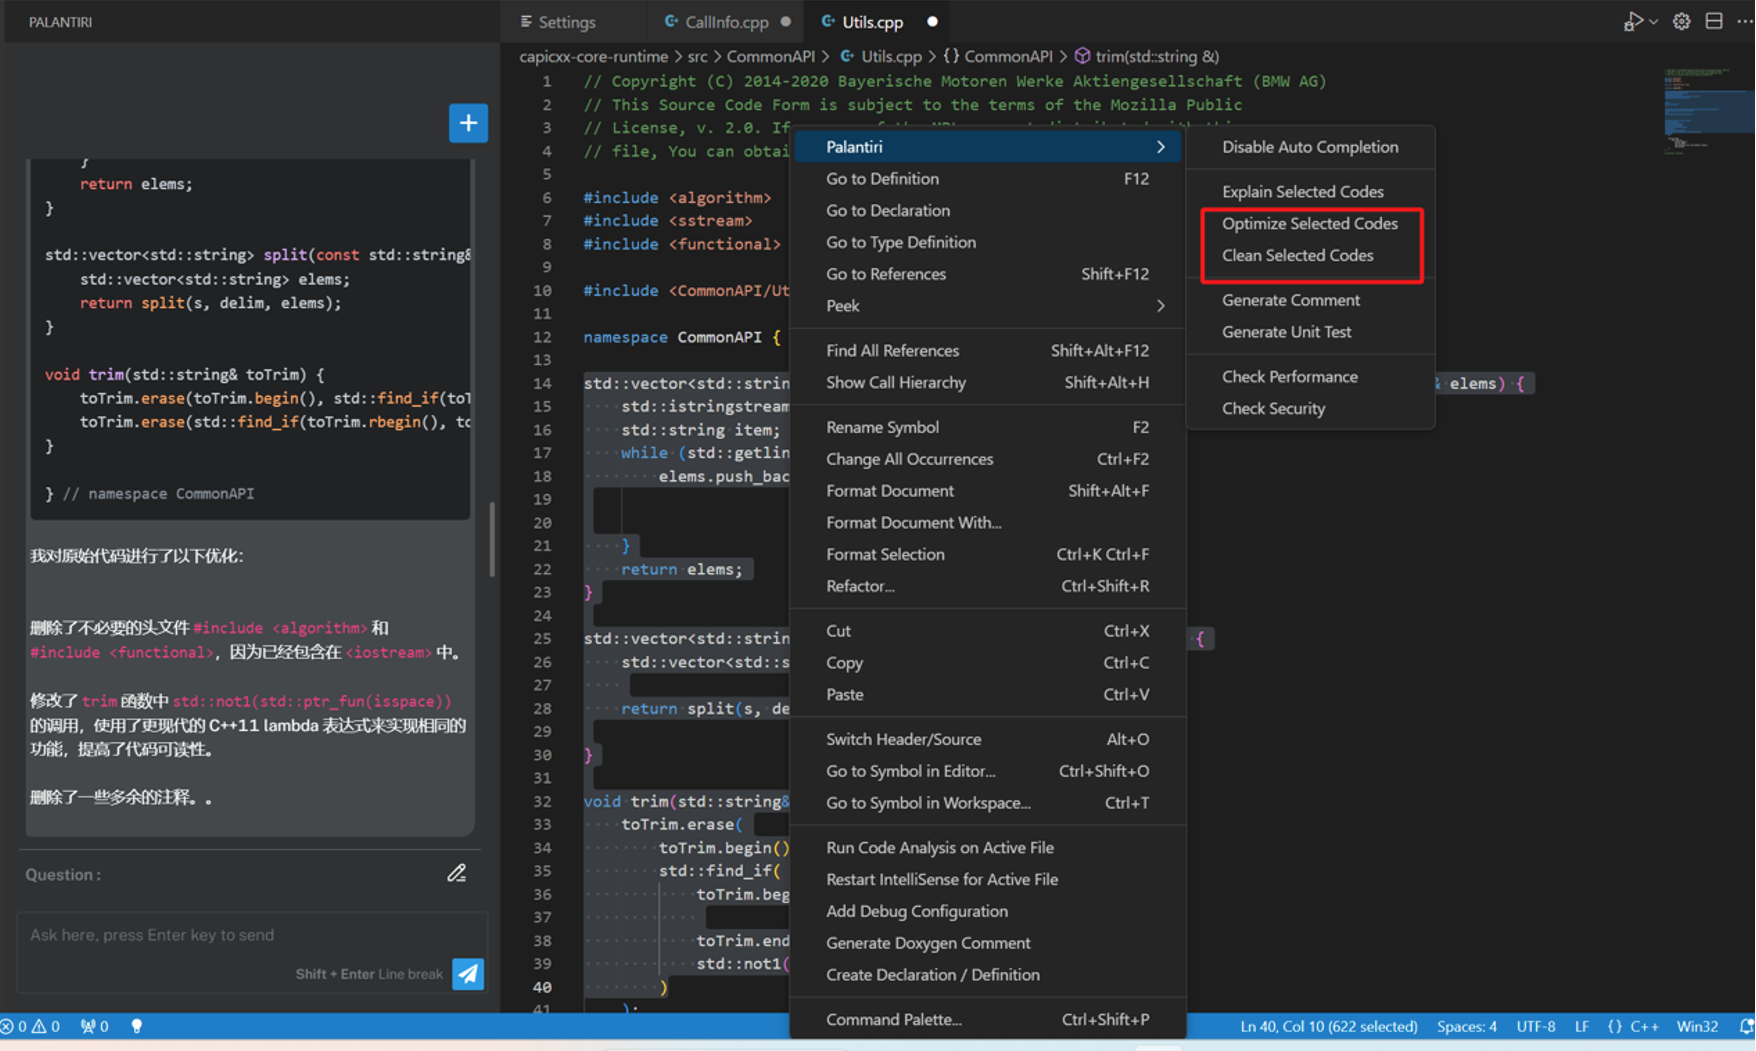 PALANTIRI
}
return elems;
}
std::vector<std::string> split(const std::string&
std::vector<std::string> elems;
return split(s, delim, elems);
}
void trim(std::string& toTrim) {
toTrim.erase(toTrim.begin(), std::find_if(toT
toTrim.erase(std::find_if(toTrim.rbegin(), to
}
} // namespace CommonAPI
我对原始代码进行了以下优化:
删除了不必要的头文件 #include <algorithm> 和
#include <functional>，因为已经包含在 <iostream> 中。
修改了 trim 函数中 std::not1(std::ptr_fun(isspace))
的调用，使用了更现代的 C++11 lambda 表达式来实现相同的
功能，提高了代码可读性。
删除了一些多余的注释。。
Question :
Ask here, press Enter key to send
Shift + Enter Line break
Settings
CallInfo.cpp
Utils.cpp
capicxx-core-runtime > src > CommonAPI > Utils.cpp > {} CommonAPI > trim(std::string &)
1 // Copyright (C) 2014-2020 Bayerische Motoren Werke Aktiengesellschaft (BMW AG)
2 // This Source Code Form is subject to the terms of the Mozilla Public
3 // License, v. 2.0. If
4 // file, You can obtai
5
6 #include <algorithm>
7 #include <sstream>
8 #include <functional>
9
10 #include <CommonAPI/Ut
11
12 namespace CommonAPI {
13
14 std::vector<std::strin & elems) {
15 std::istringstream
16 std::string item;
17 while (std::getlin
18 elems.push_bac
19
20
21 }
22 return elems;
23 }
24
25 std::vector<std::strin {
26 std::vector<std::s
27
28 return split(s, de
29
30 }
31
32 void trim(std::string&
33 toTrim.erase(
34 toTrim.begin()
35 std::find_if(
36 toTrim.beg
37
38 toTrim.end
39 std::not1(
40 )
41 );
Palantiri
Go to Definition F12
Go to Declaration
Go to Type Definition
Go to References Shift+F12
Peek
Find All References Shift+Alt+F12
Show Call Hierarchy Shift+Alt+H
Rename Symbol F2
Change All Occurrences Ctrl+F2
Format Document Shift+Alt+F
Format Document With...
Format Selection Ctrl+K Ctrl+F
Refactor... Ctrl+Shift+R
Cut Ctrl+X
Copy Ctrl+C
Paste Ctrl+V
Switch Header/Source Alt+O
Go to Symbol in Editor... Ctrl+Shift+O
Go to Symbol in Workspace... Ctrl+T
Run Code Analysis on Active File
Restart IntelliSense for Active File
Add Debug Configuration
Generate Doxygen Comment
Create Declaration / Definition
Command Palette... Ctrl+Shift+P
Disable Auto Completion
Explain Selected Codes
Optimize Selected Codes
Clean Selected Codes
Generate Comment
Generate Unit Test
Check Performance
Check Security
0 0 0
Ln 40, Col 10 (622 selected) Spaces: 4 UTF-8 LF {} C++ Win32